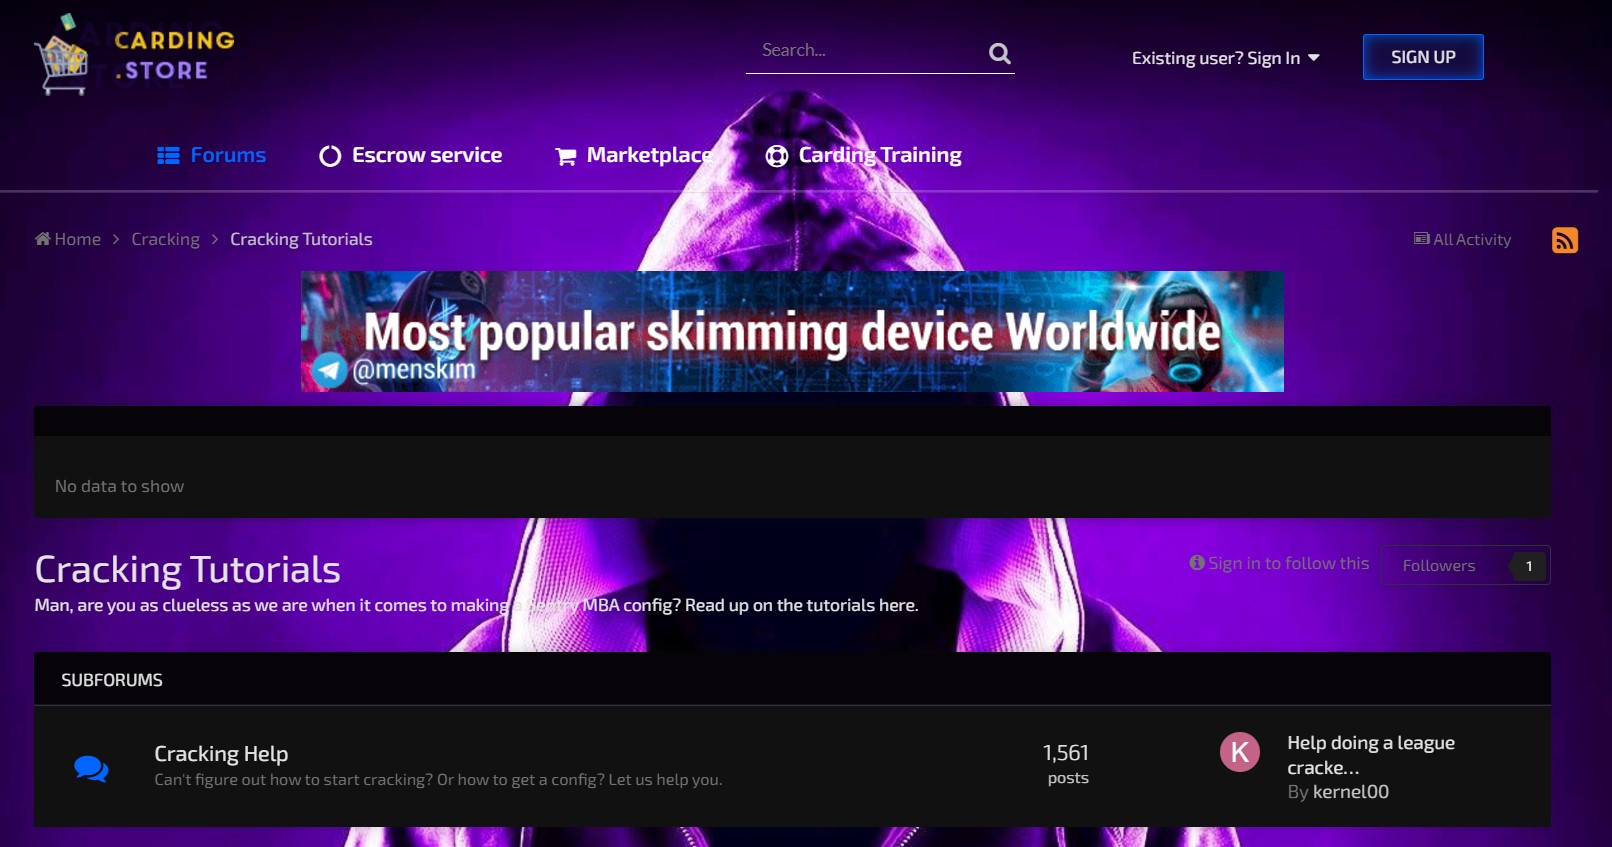 CARDING
.STORE
Search...
Existing user? Sign In
SIGN UP
Forums
Escrow service
Marketplace
Carding Training
Home > Cracking > Cracking Tutorials
All Activity
Most popular skimming device Worldwide
@menskim
No data to show
Cracking Tutorials
Sign in to follow this
Followers
1
Man, are you as clueless as we are when it comes to making a Sentry MBA config? Read up on the tutorials here.
SUBFORUMS
Cracking Help
Can't figure out how to start cracking? Or how to get a config? Let us help you.
1,561
posts
K
Help doing a league
cracke...
By kernel00